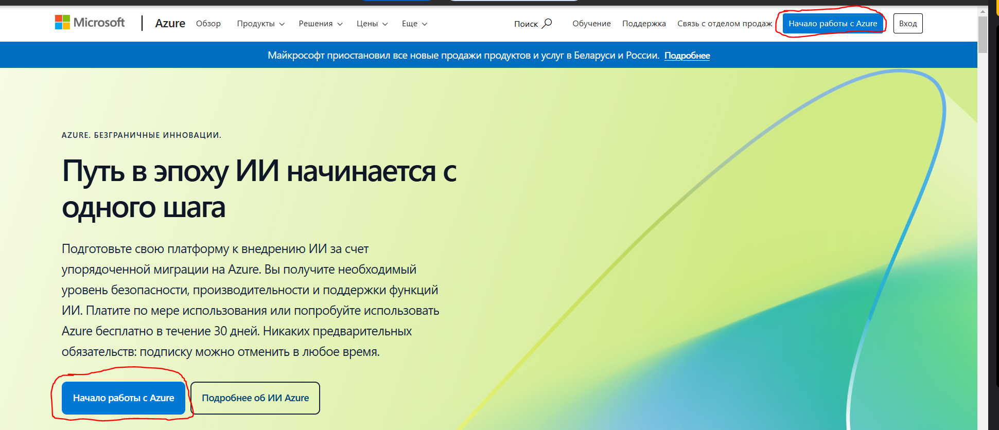 Microsoft
Azure
Обзор
Продукты
Решения
Цены
Еще
Поиск
Обучение
Поддержка
Связь с отделом продаж
Начало работы с Azure
Вход
Майкрософт приостановил все новые продажи продуктов и услуг в Беларуси и России. Подробнее
AZURE. БЕЗГРАНИЧНЫЕ ИННОВАЦИИ.
Путь в эпоху ИИ начинается с
одного шага
Подготовьте свою платформу к внедрению ИИ за счет
упорядоченной миграции на Azure. Вы получите необходимый
уровень безопасности, производительности и поддержки функций
ИИ. Платите по мере использования или попробуйте использовать
Azure бесплатно в течение 30 дней. Никаких предварительных
обязательств: подписку можно отменить в любое время.
Начало работы с Azure
Подробнее об ИИ Azure